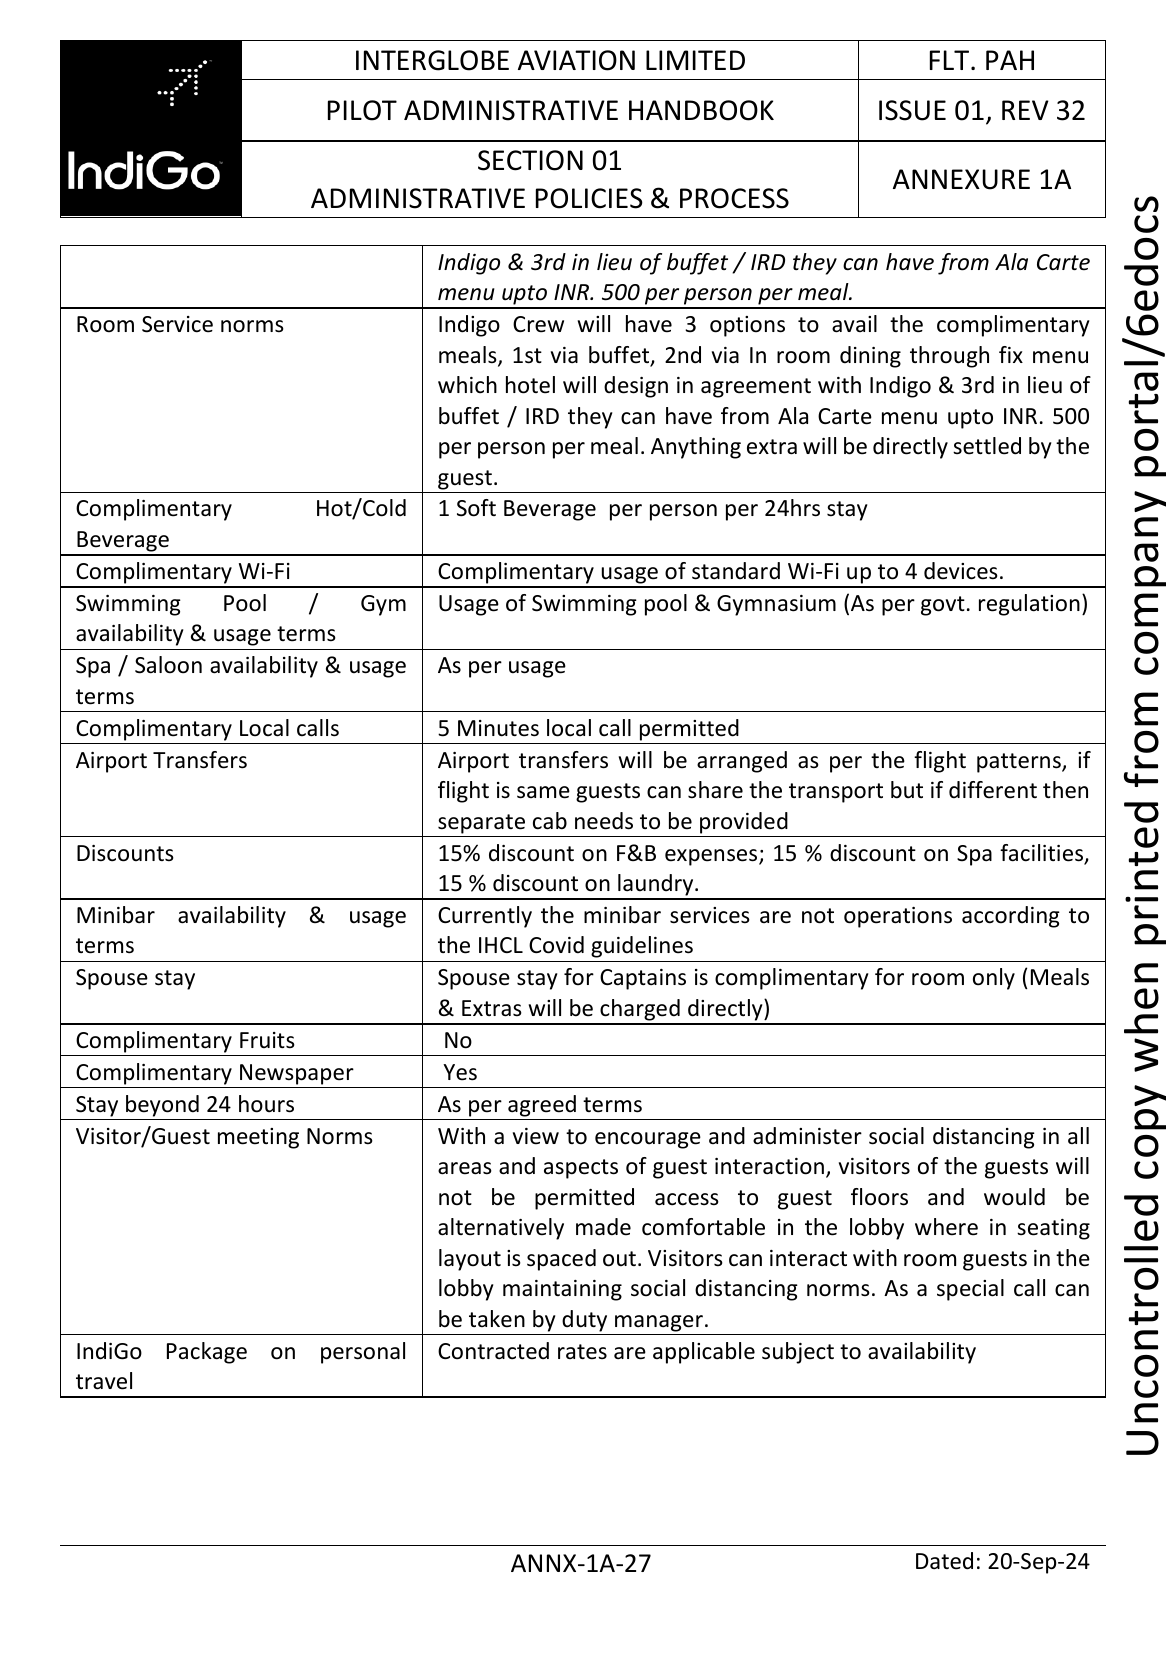 IndiGo
INTERGLOBE AVIATION LIMITED
FLT. PAH
PILOT ADMINISTRATIVE HANDBOOK
ISSUE 01, REV 32
SECTION 01
ADMINISTRATIVE POLICIES & PROCESS
ANNEXURE 1A
Indigo & 3rd in lieu of buffet / IRD they can have from Ala Carte
menu upto INR. 500 per person per meal.
Room Service norms
Indigo Crew will have 3 options to avail the complimentary
meals, 1st via buffet, 2nd via In room dining through fix menu
which hotel will design in agreement with Indigo & 3rd in lieu of
buffet / IRD they can have from Ala Carte menu upto INR. 500
per person per meal. Anything extra will be directly settled by the
guest.
Complimentary Hot/Cold
Beverage
1 Soft Beverage  per person per 24hrs stay
Complimentary Wi-Fi
Complimentary usage of standard Wi-Fi up to 4 devices.
Swimming Pool / Gym
availability & usage terms
Usage of Swimming pool & Gymnasium (As per govt. regulation)
Spa / Saloon availability & usage
terms
As per usage
Complimentary Local calls
5 Minutes local call permitted
Airport Transfers
Airport transfers will be arranged as per the flight patterns, if
flight is same guests can share the transport but if different then
separate cab needs to be provided
Discounts
15% discount on F&B expenses; 15 % discount on Spa facilities,
15 % discount on laundry.
Minibar availability & usage
terms
Currently the minibar services are not operations according to
the IHCL Covid guidelines
Spouse stay
Spouse stay for Captains is complimentary for room only (Meals
& Extras will be charged directly)
Complimentary Fruits
No
Complimentary Newspaper
Yes
Stay beyond 24 hours
As per agreed terms
Visitor/Guest meeting Norms
With a view to encourage and administer social distancing in all
areas and aspects of guest interaction, visitors of the guests will
not be permitted access to guest floors and would be
alternatively made comfortable in the lobby where in seating
layout is spaced out. Visitors can interact with room guests in the
lobby maintaining social distancing norms. As a special call can
be taken by duty manager.
IndiGo Package on personal
travel
Contracted rates are applicable subject to availability
ANNX-1A-27
Dated: 20-Sep-24
Uncontrolled copy when printed from company portal/6edocs